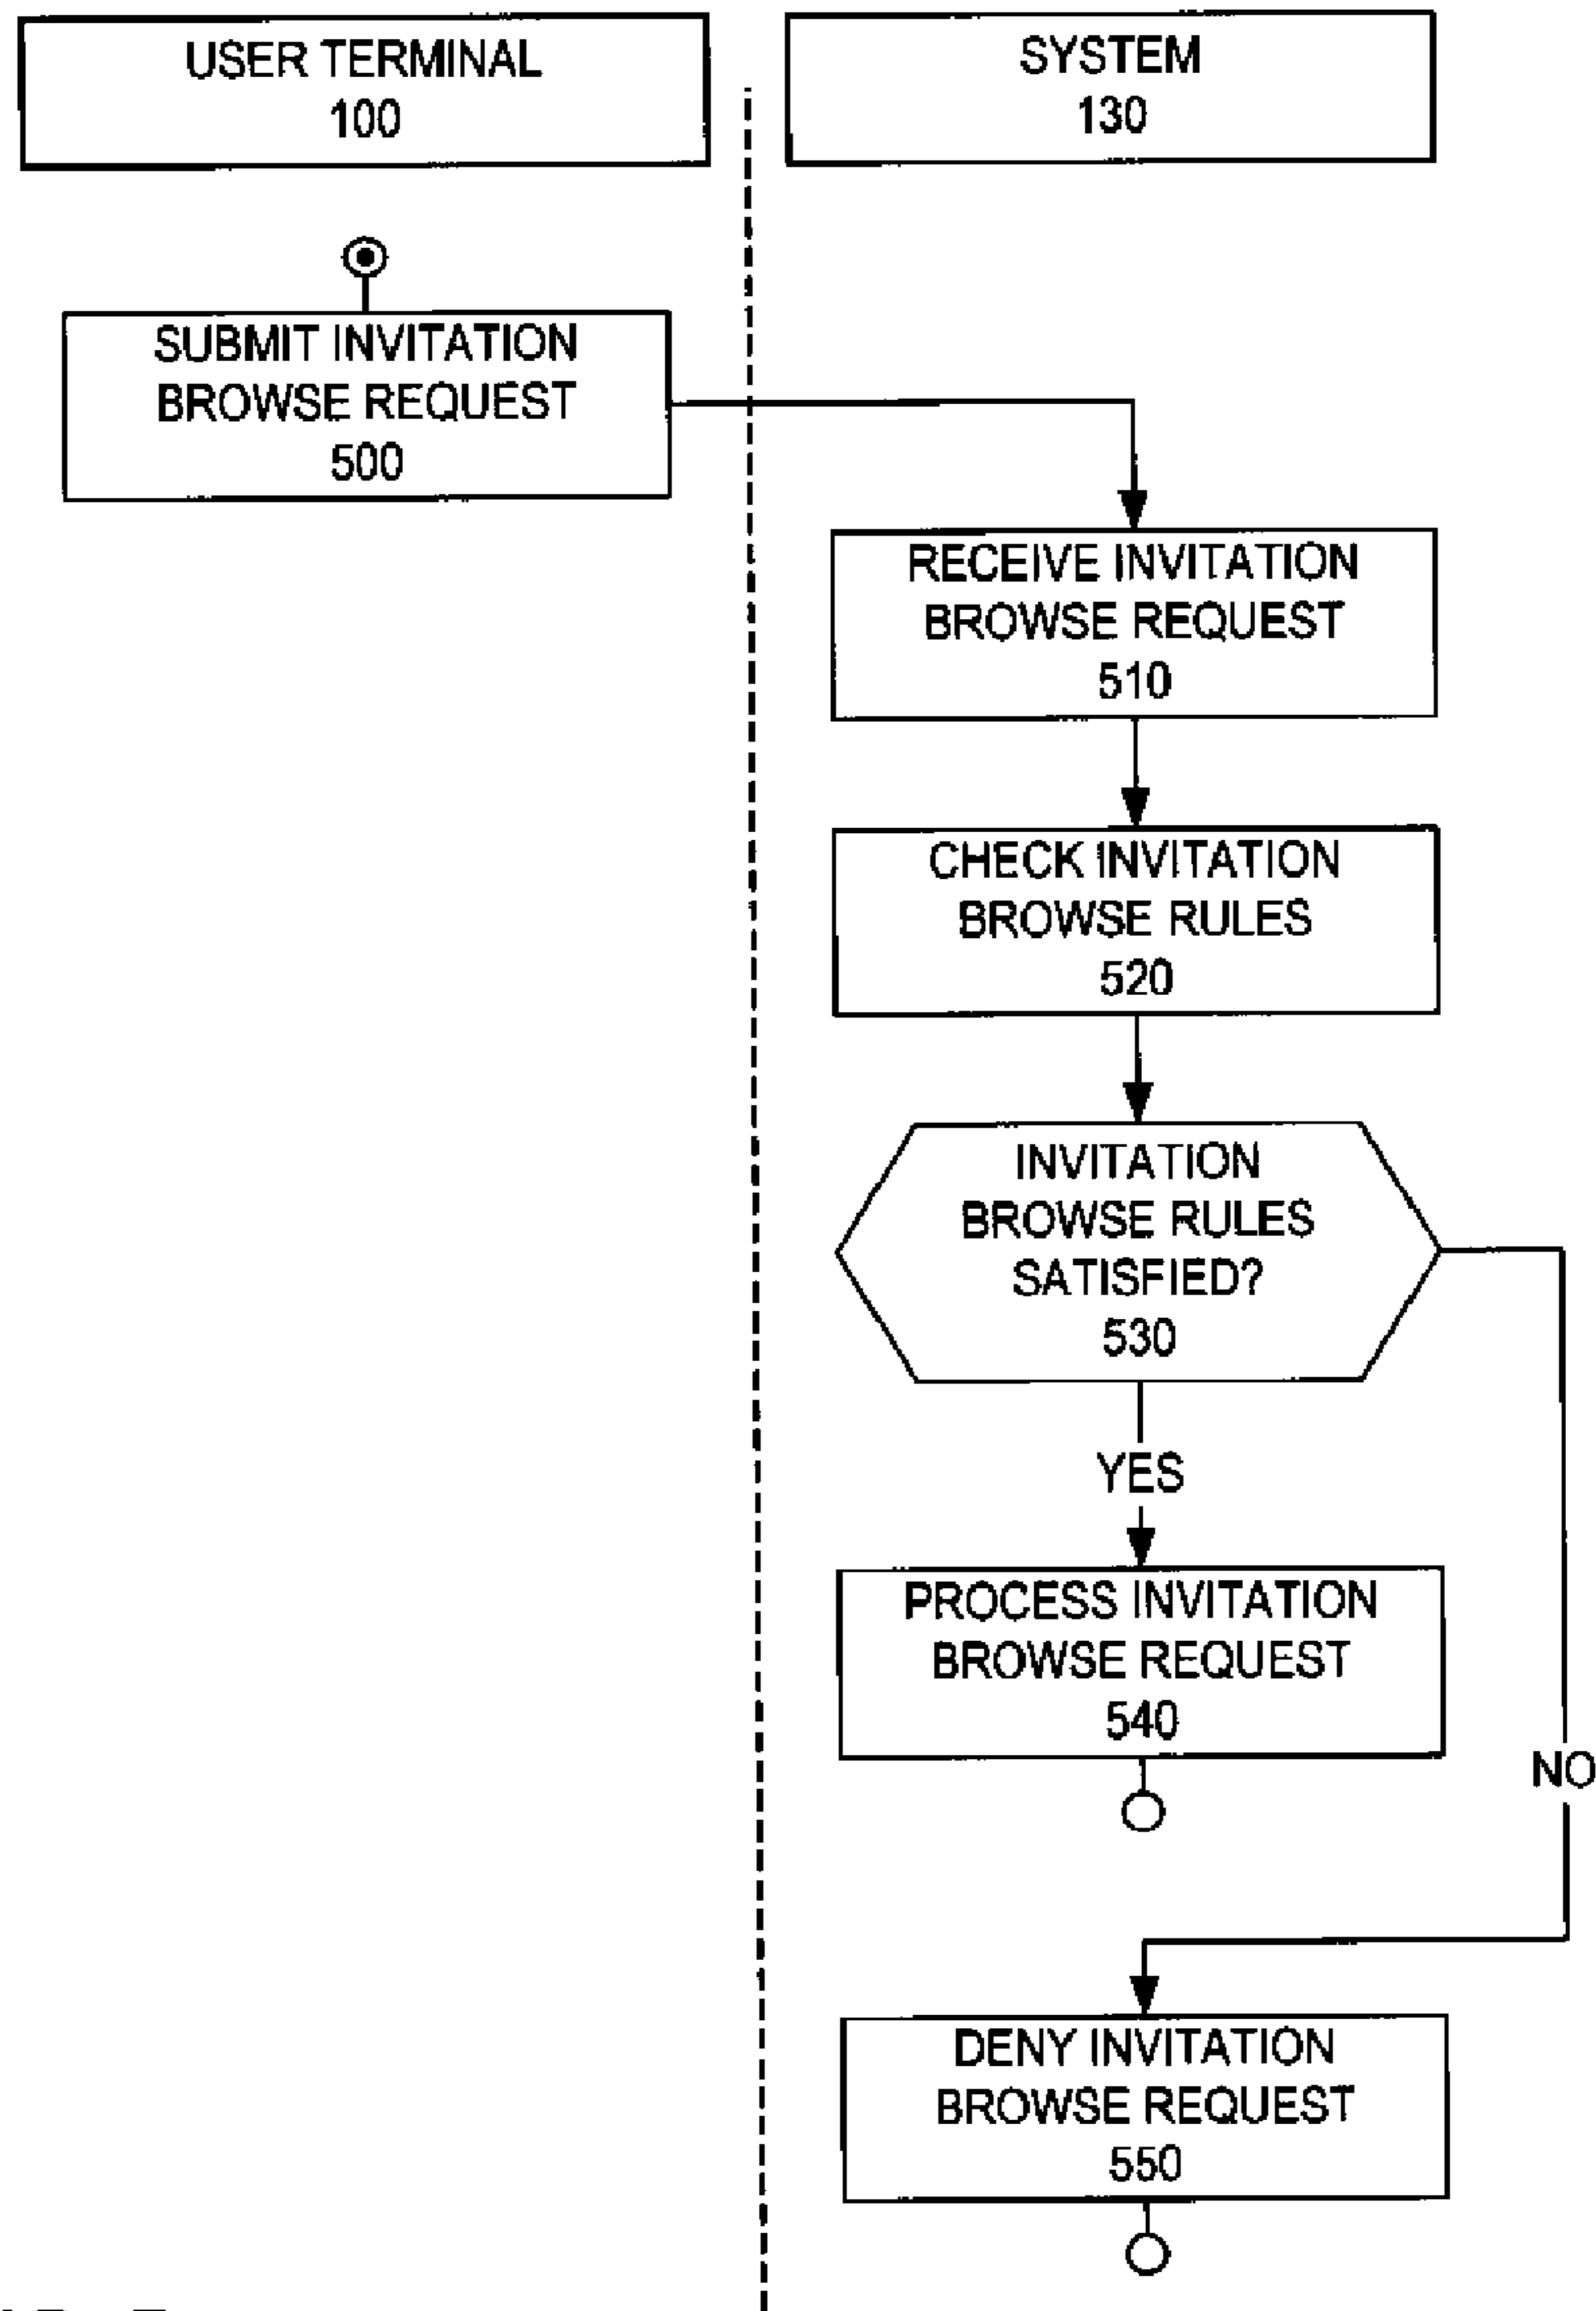 USER TERMINAL
100
SYSTEM
130
SUBMIT INVITATION
BROWSE REQUEST
500
RECEIVE INVITATION
BROWSE REQUEST
510
CHECK INVITATION
BROWSE RULES
520
INVITATION
BROWSE RULES
SATISFIED?
530
YES
PROCESS INVITATION
BROWSE REQUEST
540
NO
DENY INVITATION
BROWSE REQUEST
550